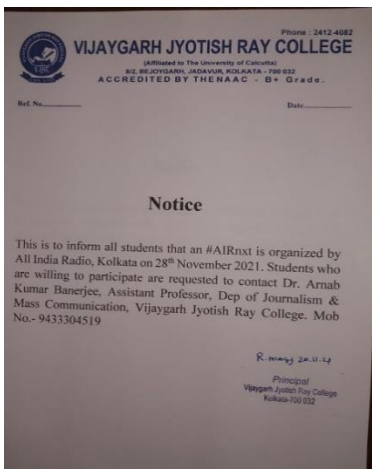 Phone : 2412-4082
VIJAYGARH JYOTISH RAY COLLEGE
(Affiliated to The University of Calcutta)
8/2, BEJOYGARH, JADAVUR, KOLKATA - 700 032
ACCREDITED BY THENAAC - B+ Grade.
Ref. No.
Date
Notice
This is to inform all students that an #AIRnxt is organized by
All India Radio, Kolkata on 28th November 2021. Students who
are willing to participate are requested to contact Dr. Arnab
Kumar Banerjee, Assistant Professor, Dep of Journalism &
Mass Communication, Vijaygarh Jyotish Ray College. Mob
No.- 9433304519
Principal
Vijaygarh Jyotish Ray College
Kolkata-700 032